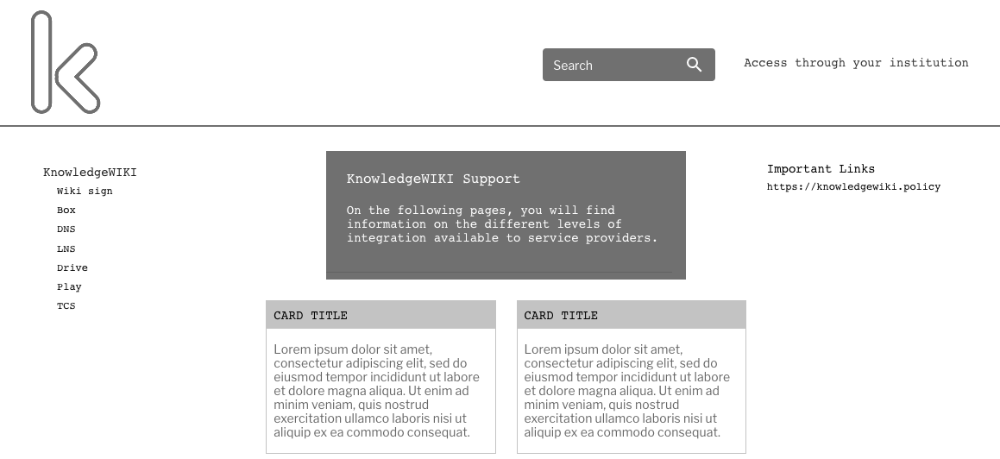 k
Search
Access through your institution
KnowledgeWIKI
Wiki sign
Box
DNS
LNS
Drive
Play
TCS
KnowledgeWIKI Support
On the following pages, you will find
information on the different levels of
integration available to service providers.
Important Links
https://knowledgewiki.policy
CARD TITLE
Lorem ipsum dolor sit amet,
consectetur adipiscing elit, sed do
eiusmod tempor incididunt ut labore
et dolore magna aliqua. Ut enim ad
minim veniam, quis nostrud
exercitation ullamco laboris nisi ut
aliquip ex ea commodo consequat.
CARD TITLE
Lorem ipsum dolor sit amet,
consectetur adipiscing elit, sed do
eiusmod tempor incididunt ut labore
et dolore magna aliqua. Ut enim ad
minim veniam, quis nostrud
exercitation ullamco laboris nisi ut
aliquip ex ea commodo consequat.